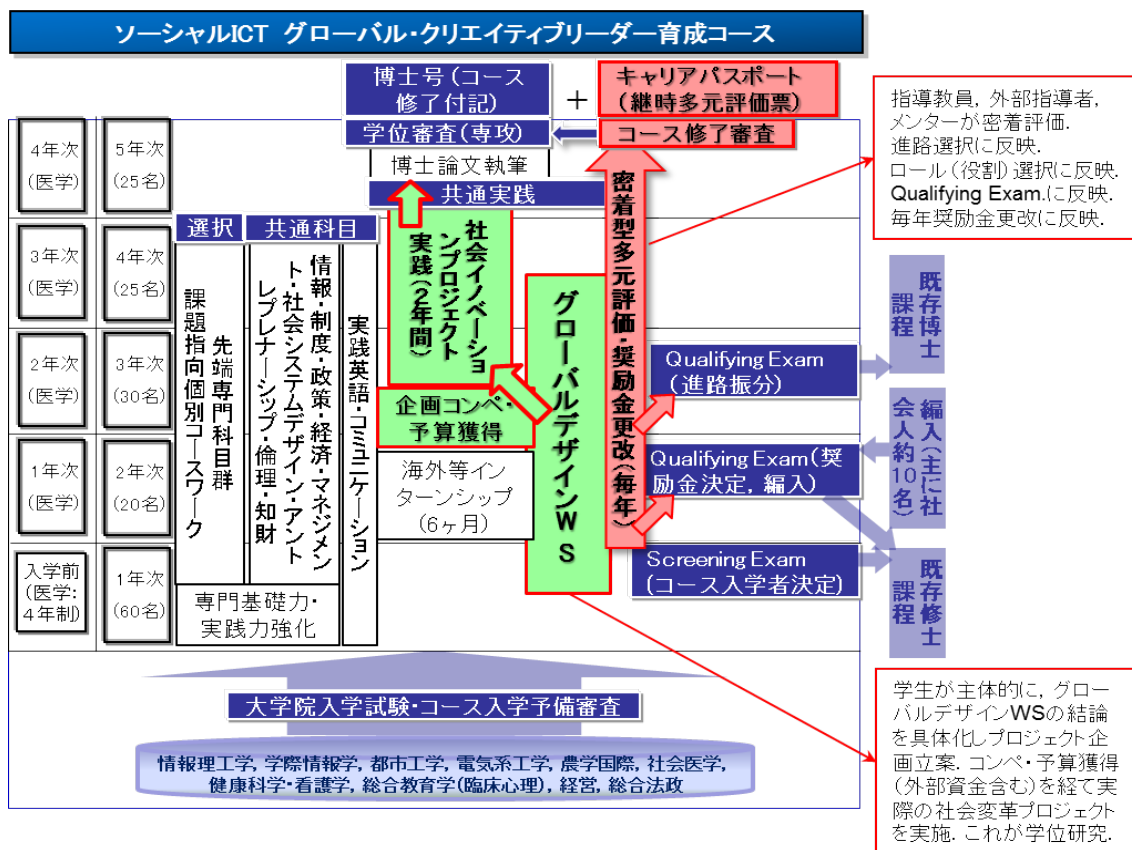 ソーシャルICT グローバル・クリエイティブリーダー育成コース
博士号(コース
修了付記)
+
キャリアパスポート
(継時多元評価票)
学位審査(専攻)
コース修了審査
博士論文執筆
共通実践
4年次
(医学)
5年次
(25名)
3年次
(医学)
4年次
(25名)
2年次
(医学)
3年次
(30名)
1年次
(医学)
2年次
(20名)
入学前
(医学:
4年制)
1年次
(60名)
選択
共通科目
先端専門科目群
課題指向個別コースワーク
情報・制度・政策・経済・マネジメン
ト・社会システムデザイン・アント
レプレナーシップ・倫理・知財
実践英語・コミュニケーション
専門基礎力・
実践力強化
社会イノベーショ
ンプロジェクト
実践(2年間)
企画コンペ・
予算獲得
海外等イン
ターンシップ
(6ヶ月)
グローバルデザインWS
密着型多元評価・奨励金更改(毎年)
Qualifying Exam
(進路振分)
Qualifying Exam(奨
励金決定, 編入)
Screening Exam
(コース入学者決定)
既存博士
課程
編入(主に社
会人約10名)
既存修士
課程
指導教員, 外部指導者,
メンターが密着評価.
進路選択に反映.
ロール(役割)選択に反映.
Qualifying Exam.に反映.
毎年奨励金更改に反映.
学生が主体的に, グロー
バルデザインWSの結論
を具体化しプロジェクト企
画立案. コンペ・予算獲得
(外部資金含む)を経て実
際の社会変革プロジェクト
を実施. これが学位研究.
大学院入学試験・コース入学予備審査
情報理工学, 学際情報学, 都市工学, 電気系工学, 農学国際, 社会医学,
健康科学・看護学, 総合教育学(臨床心理), 経営, 総合法政